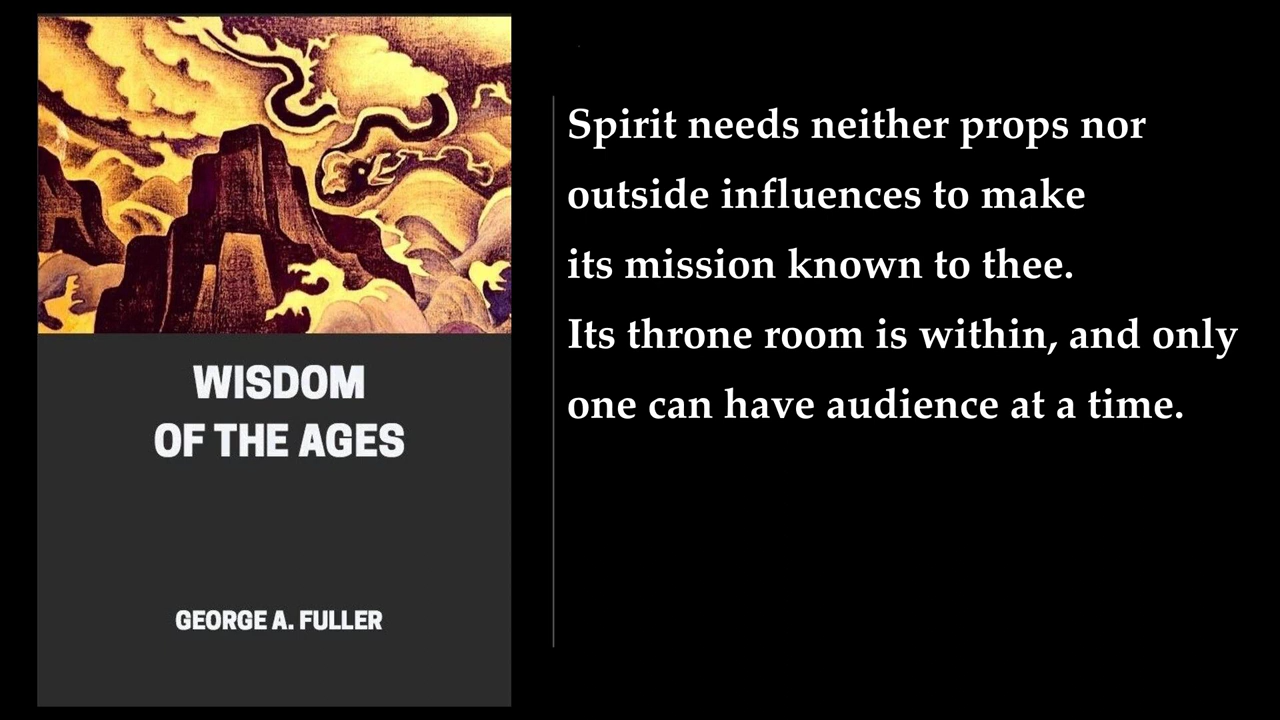 WISDOM
OF THE AGES
GEORGE A. FULLER
Spirit needs neither props nor
outside influences to make
its mission known to thee.
Its throne room is within, and only
one can have audience at a time.